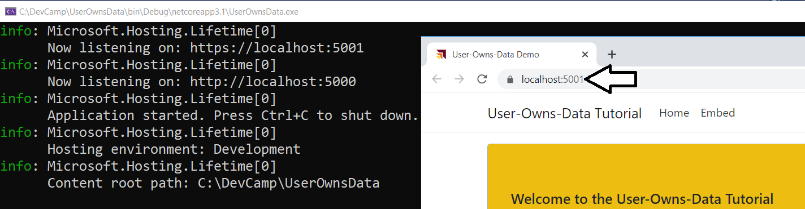 C:\DevCamp\UserOwnsData\bin\Debug\netcoreapp3.1\UserOwnsData.exe
info: Microsoft.Hosting.Lifetime[0]
Now listening on: https://localhost:5001
info: Microsoft.Hosting.Lifetime[0]
Now listening on: http://localhost:5000
info: Microsoft.Hosting.Lifetime[0]
Application started. Press Ctrl+C to shut down.
info: Microsoft.Hosting.Lifetime[0]
Hosting environment: Development
info: Microsoft.Hosting.Lifetime[0]
Content root path: C:\DevCamp\UserOwnsData
User-Owns-Data Demo
localhost:5001
User-Owns-Data Tutorial Home Embed
Welcome to the User-Owns-Data Tutorial